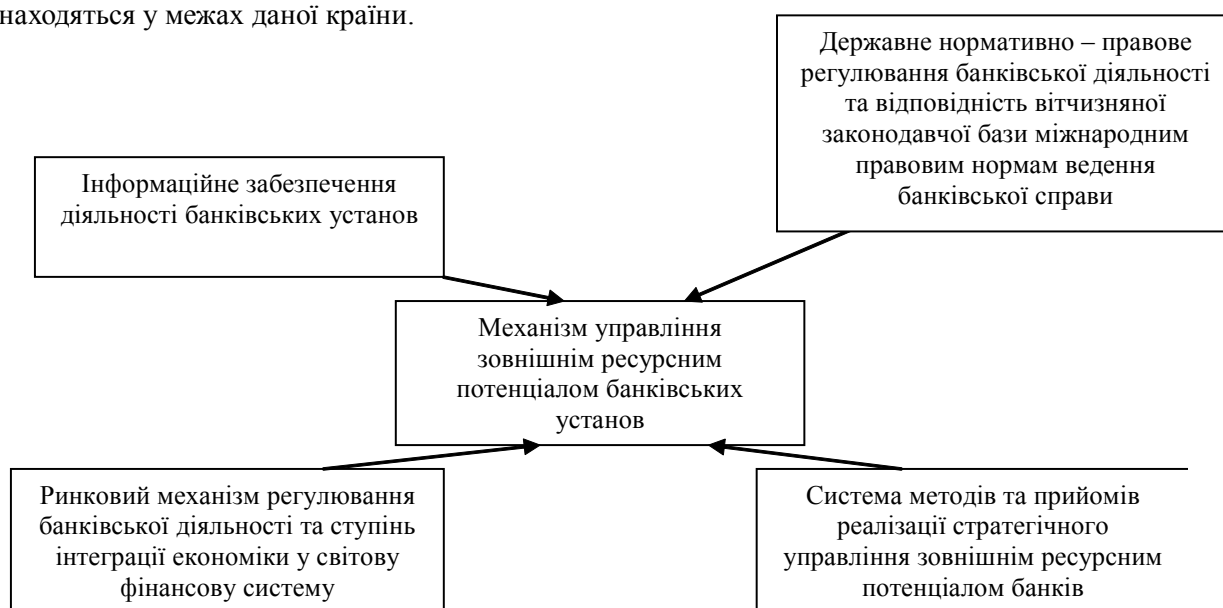 находяться у межах даної країни.
Державне нормативно – правове
регулювання банківської діяльності
та відповідність вітчизняної
законодавчої бази міжнародним
правовим нормам ведення
банківської справи
Інформаційне забезпечення
діяльності банківських установ
Механізм управління
зовнішнім ресурсним
потенціалом банківських
установ
Ринковий механізм регулювання
банківської діяльності та ступінь
інтеграції економіки у світову
фінансову систему
Система методів та прийомів
реалізації стратегічного
управління зовнішнім ресурсним
потенціалом банків